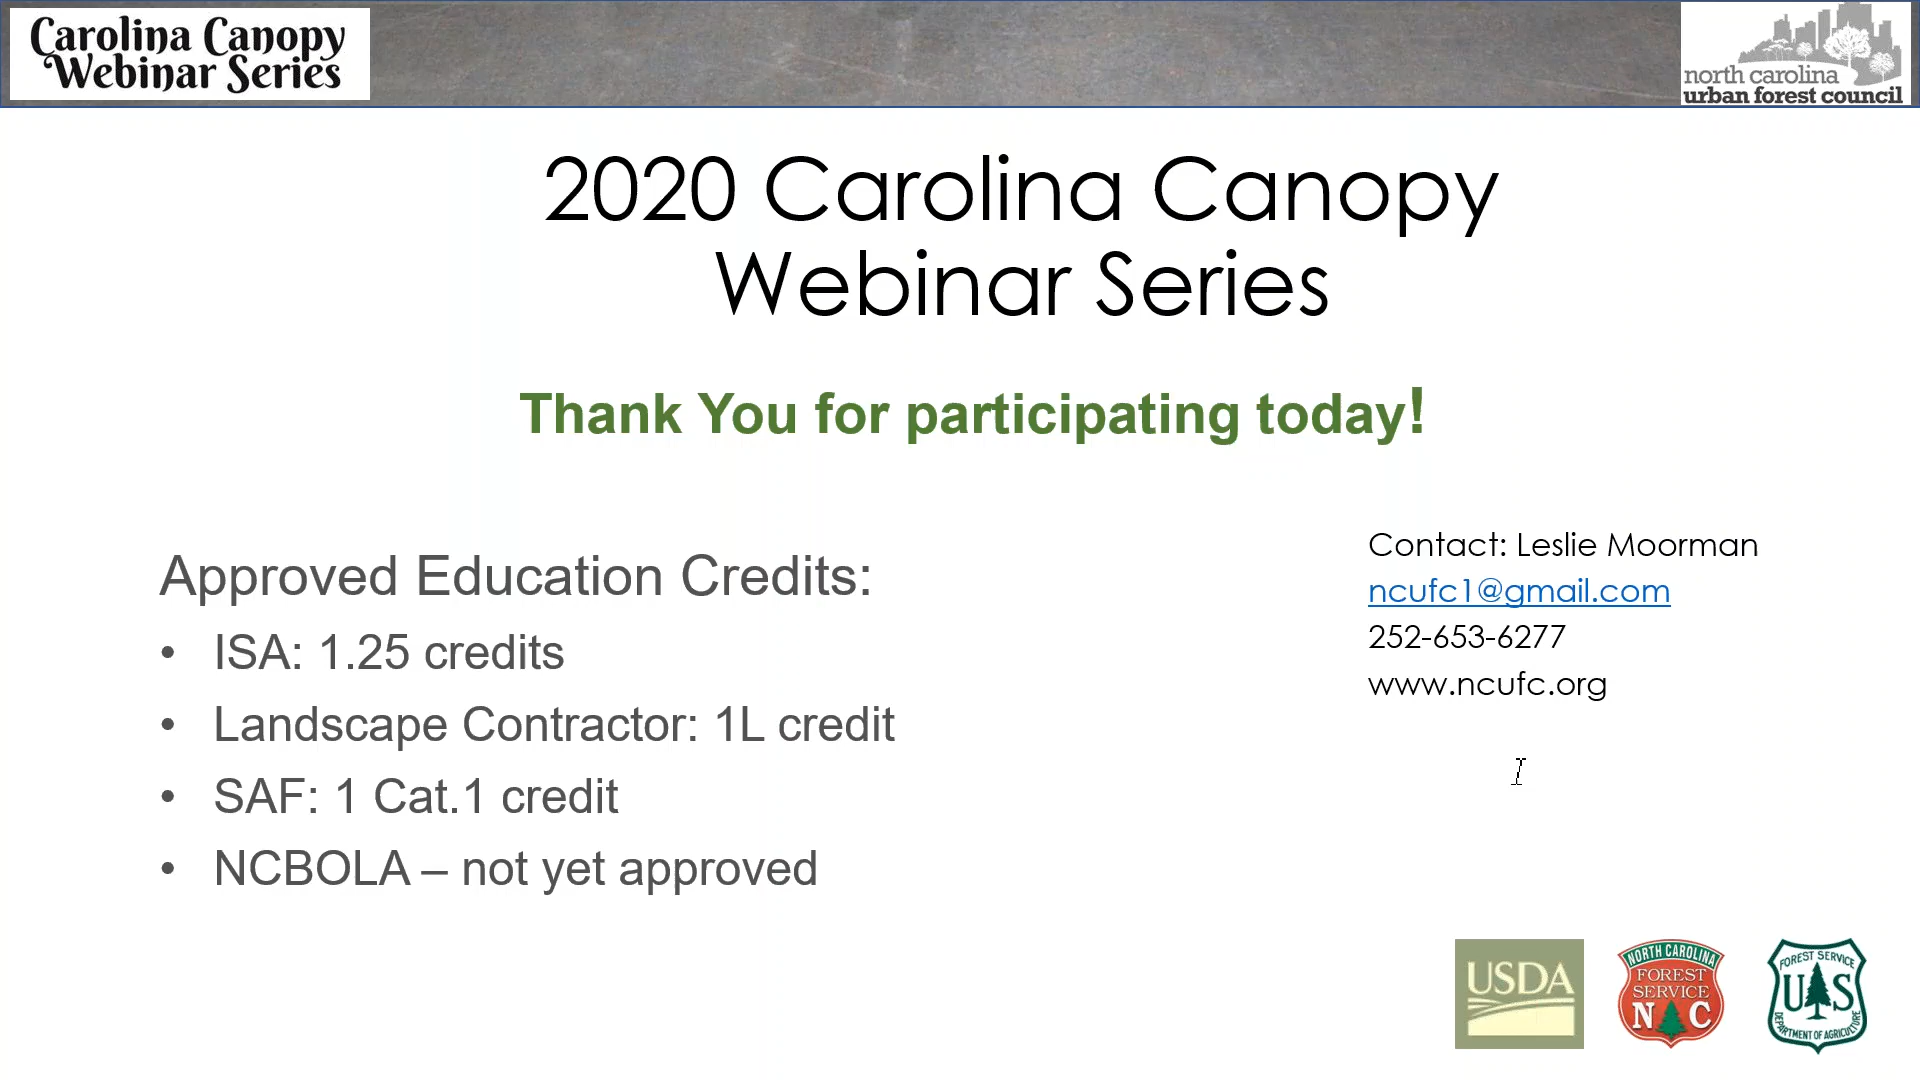 Carolina Canopy
Webinar Series
north carolina
urban forest council
2020 Carolina Canopy
Webinar Series
Thank You for participating today!
Approved Education Credits:
• ISA: 1.25 credits
• Landscape Contractor: 1L credit
• SAF: 1 Cat.1 credit
• NCBOLA – not yet approved
Contact: Leslie Moorman
ncufc1@gmail.com
252-653-6277
www.ncufc.org
USDA
NORTH CAROLINA
FOREST
SERVICE
N C
FOREST SERVICE
U S
DEPARTMENT OF AGRICULTURE